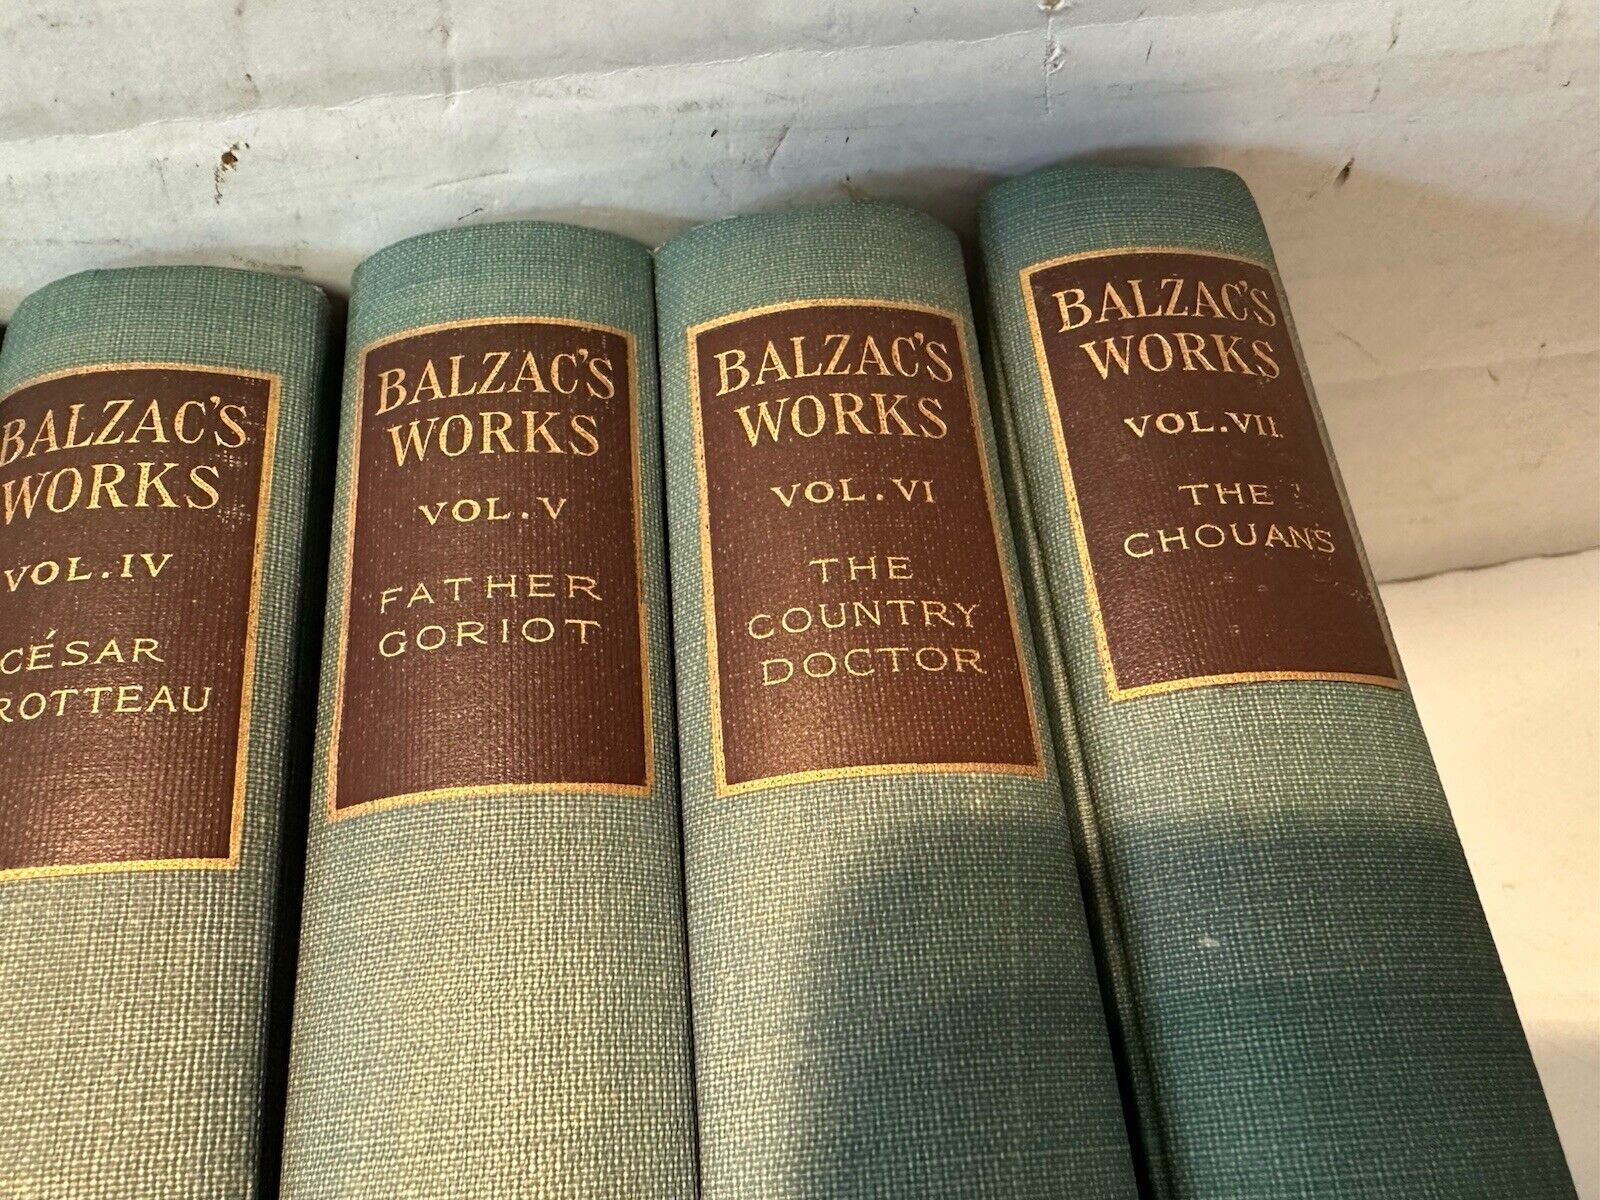 BALZAC'S
WORKS
VOL. IV
CÉSAR
ROTTEAU
BALZAC'S
WORKS
VOL. V
FATHER
GORIOT
BALZAC'S
WORKS
VOL. VI
THE
COUNTRY
DOCTOR
BALZAC'S
WORKS
VOL. VII
THE
CHOUANS